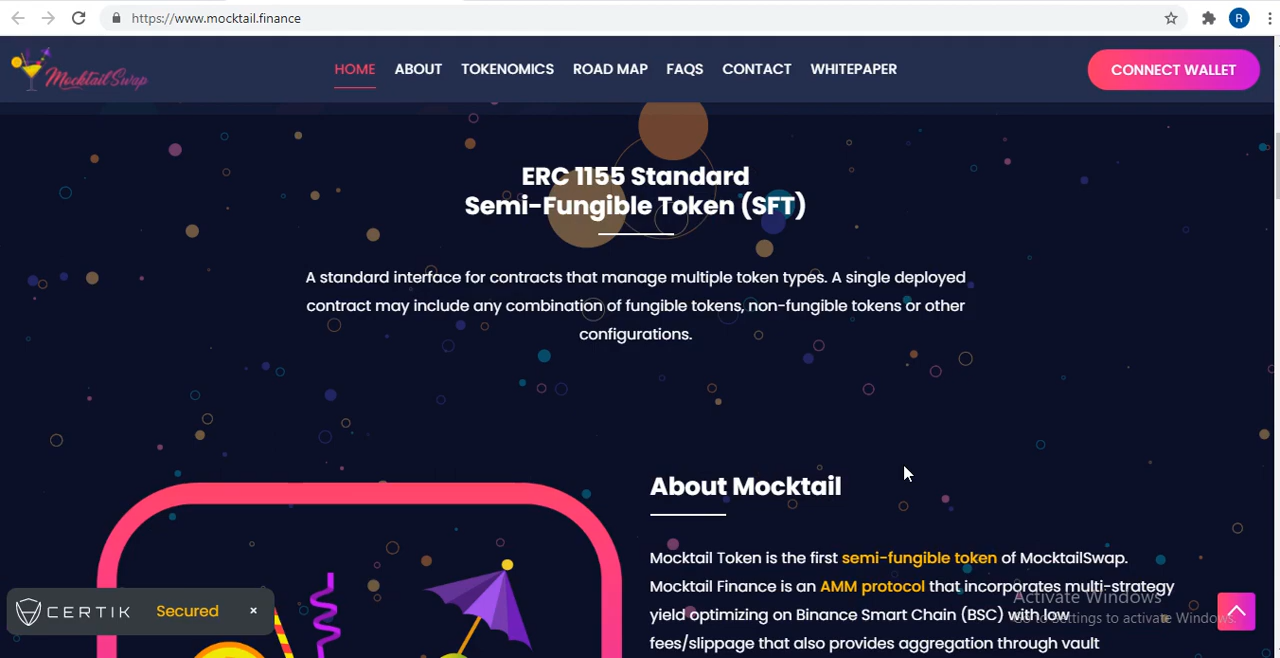 https://www.mocktail.finance
R
MocktailSwap
HOME
ABOUT
TOKENOMICS
ROAD MAP
FAQS
CONTACT
WHITEPAPER
CONNECT WALLET
ERC 1155 Standard
Semi-Fungible Token (SFT)
A standard interface for contracts that manage multiple token types. A single deployed
contract may include any combination of fungible tokens, non-fungible tokens or other
configurations.
About Mocktail
Mocktail Token is the first semi-fungible token of MocktailSwap.
Mocktail Finance is an AMM protocol that incorporates multi-strategy
yield optimizing on Binance Smart Chain (BSC) with low
fees/slippage that also provides aggregation through vault
Activate Windows
Go to Settings to activate Windows.
CERTIK
Secured
×